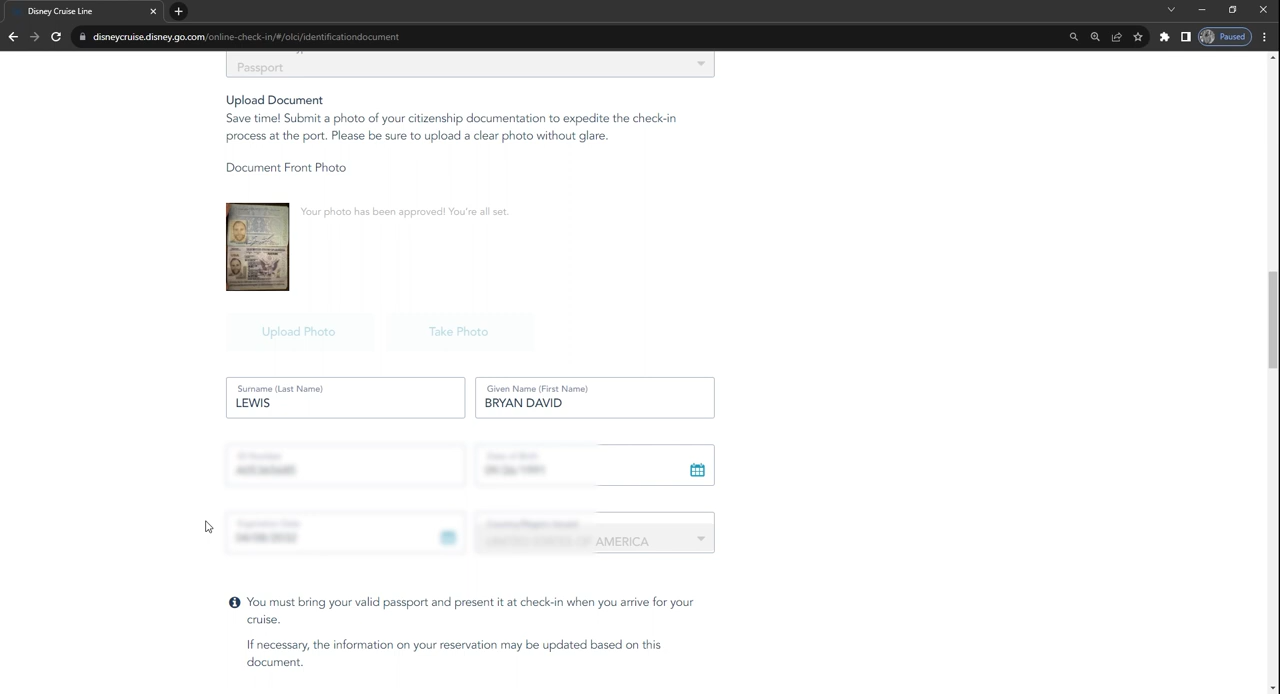 Disney Cruise Line
disneycruise.disney.go.com/online-check-in/#/olci/identificationdocument
Paused
Passport
Upload Document
Save time! Submit a photo of your citizenship documentation to expedite the check-in
process at the port. Please be sure to upload a clear photo without glare.
Document Front Photo
Your photo has been approved! You're all set.
Upload Photo Take Photo
Surname (Last Name) Given Name (First Name)
LEWIS BRYAN DAVID
AMERICA
You must bring your valid passport and present it at check-in when you arrive for your
cruise.
If necessary, the information on your reservation may be updated based on this
document.